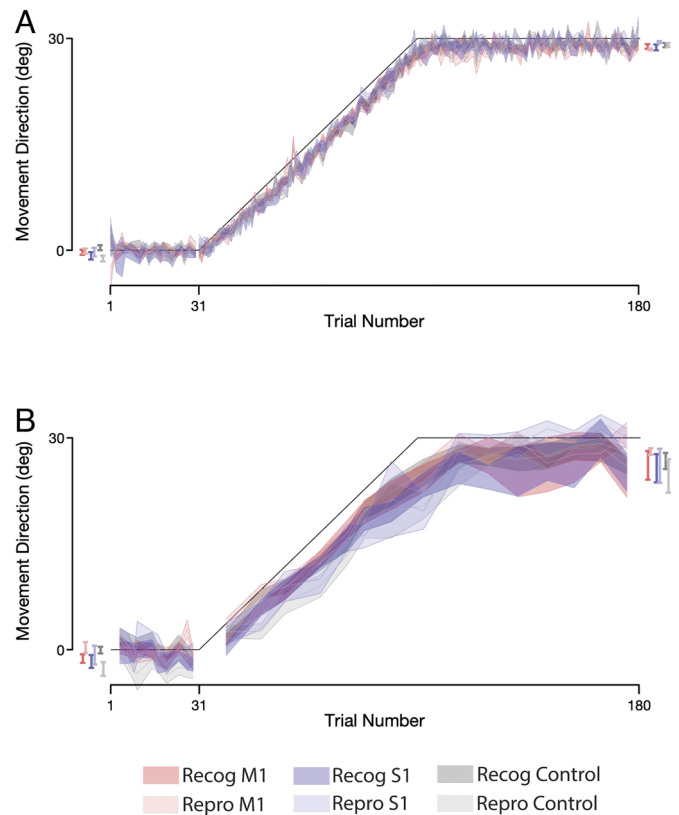 A
Movement Direction (deg)
30
0
1
31
180
Trial Number
B
Movement Direction (deg)
30
0
1
31
180
Trial Number
Recog M1
Recog S1
Recog Control
Repro M1
Repro S1
Repro Control